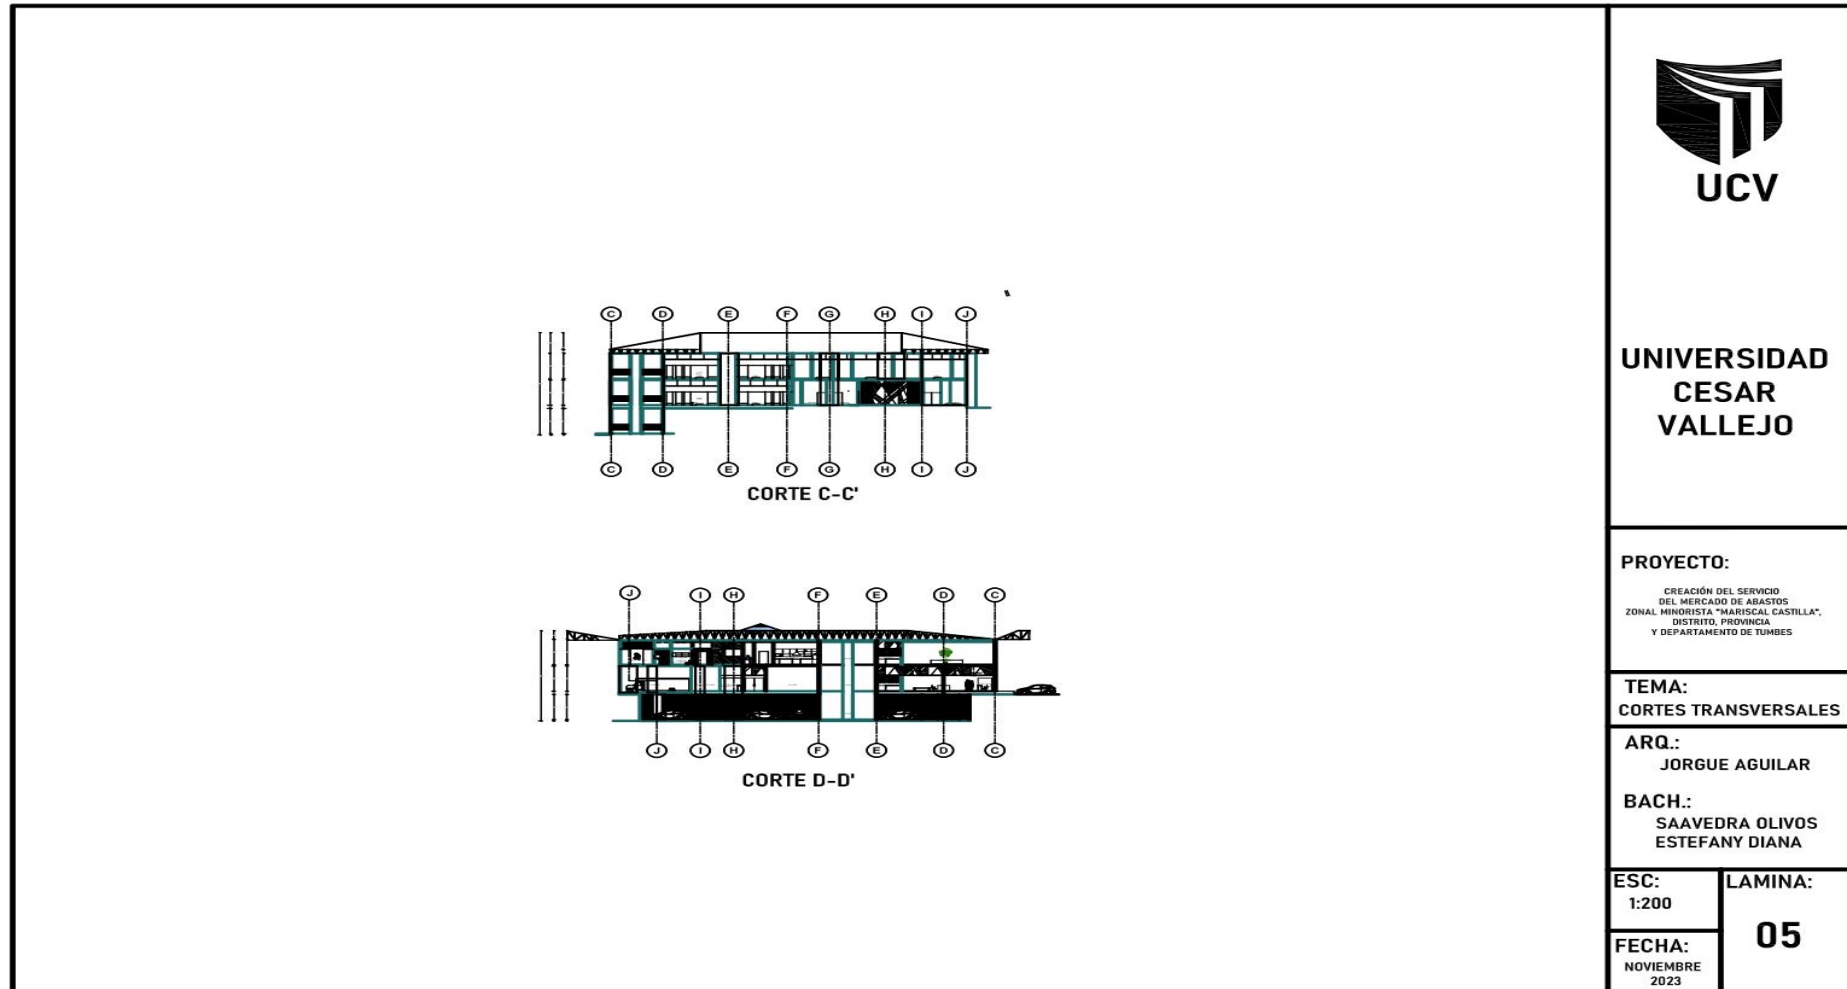 C D E F G H I J
C D E F G H I J
CORTE C-C'
J I H F E D C
J I H F E D C
CORTE D-D'
UCV
UNIVERSIDAD
CESAR
VALLEJO
PROYECTO:
CREACIÓN DEL SERVICIO
DEL MERCADO DE ABASTOS
ZONAL MINORISTA "MARISCAL CASTILLA",
DISTRITO, PROVINCIA
Y DEPARTAMENTO DE TUMBES
TEMA:
CORTES TRANSVERSALES
ARQ.:
JORGUE AGUILAR
BACH.:
SAAVEDRA OLIVOS
ESTEFANY DIANA
ESC:
1:200
LAMINA:
05
FECHA:
NOVIEMBRE
2023